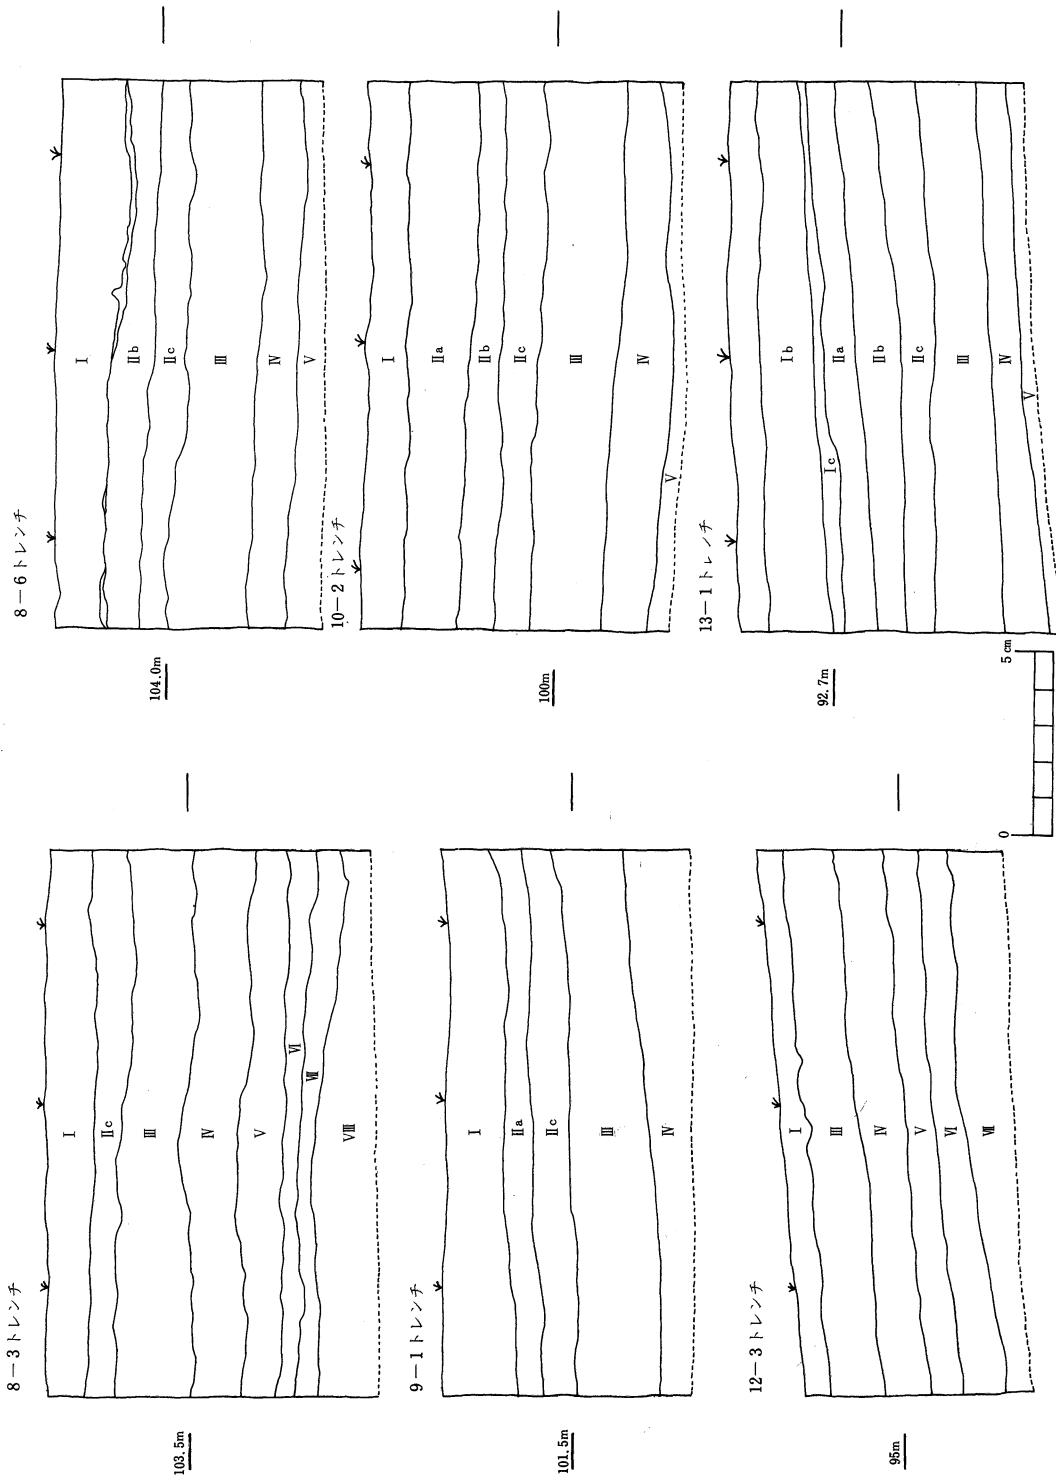 8－3トレンチ
103.5m
Ⅰ
Ⅱc
Ⅲ
Ⅳ
Ⅴ
Ⅵ
Ⅶ
Ⅷ
9－1トレンチ
101.5m
Ⅰ
Ⅱa
Ⅱc
Ⅲ
Ⅳ
12－3トレンチ
95m
Ⅰ
Ⅲ
Ⅳ
Ⅴ
Ⅵ
Ⅶ
8－6トレンチ
104.0m
Ⅰ
Ⅱb
Ⅱc
Ⅲ
Ⅳ
Ⅴ
10－2トレンチ
100m
Ⅰ
Ⅱa
Ⅱb
Ⅱc
Ⅲ
Ⅳ
Ⅴ
13－1トレンチ
92.7m
Ⅰb
Ⅰc
Ⅱa
Ⅱb
Ⅱc
Ⅲ
Ⅳ
Ⅴ
0 5cm